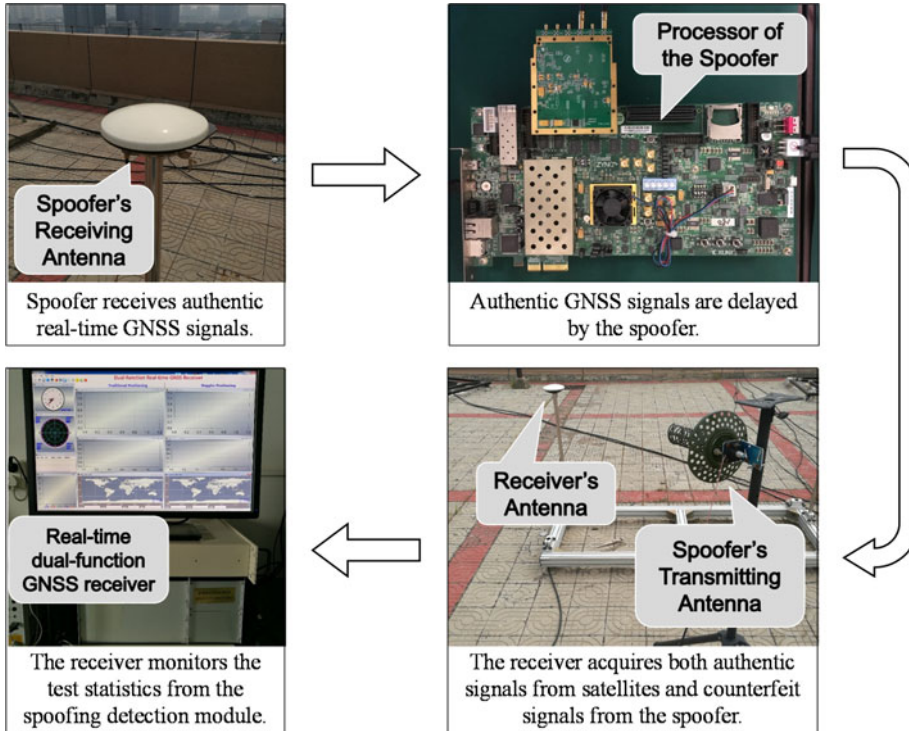 Spoofer's
Receiving
Antenna
Spoofer receives authentic
real-time GNSS signals.
Processor of
the Spoofer
ZYNQ
Authentic GNSS signals are delayed
by the spoofer.
Dual-function Real-time GNSS Receiver
Traditional Positioning
Real-time
dual-function
GNSS receiver
The receiver monitors the
test statistics from the
spoofing detection module.
Receiver's
Antenna
Spoofer's
Transmitting
Antenna
The receiver acquires both authentic
signals from satellites and counterfeit
signals from the spoofer.